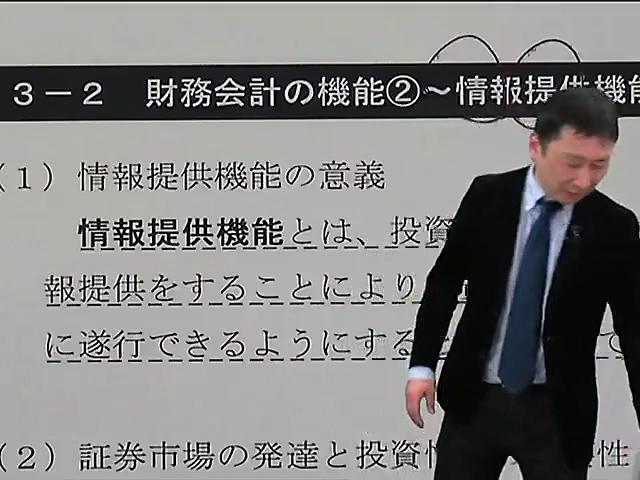 3－2 財務会計の機能②～情報提供機能
(1) 情報提供機能の意義
情報提供機能とは、投資
報提供をすることにより
に遂行できるようにする
(2) 証券市場の発達と投資 性